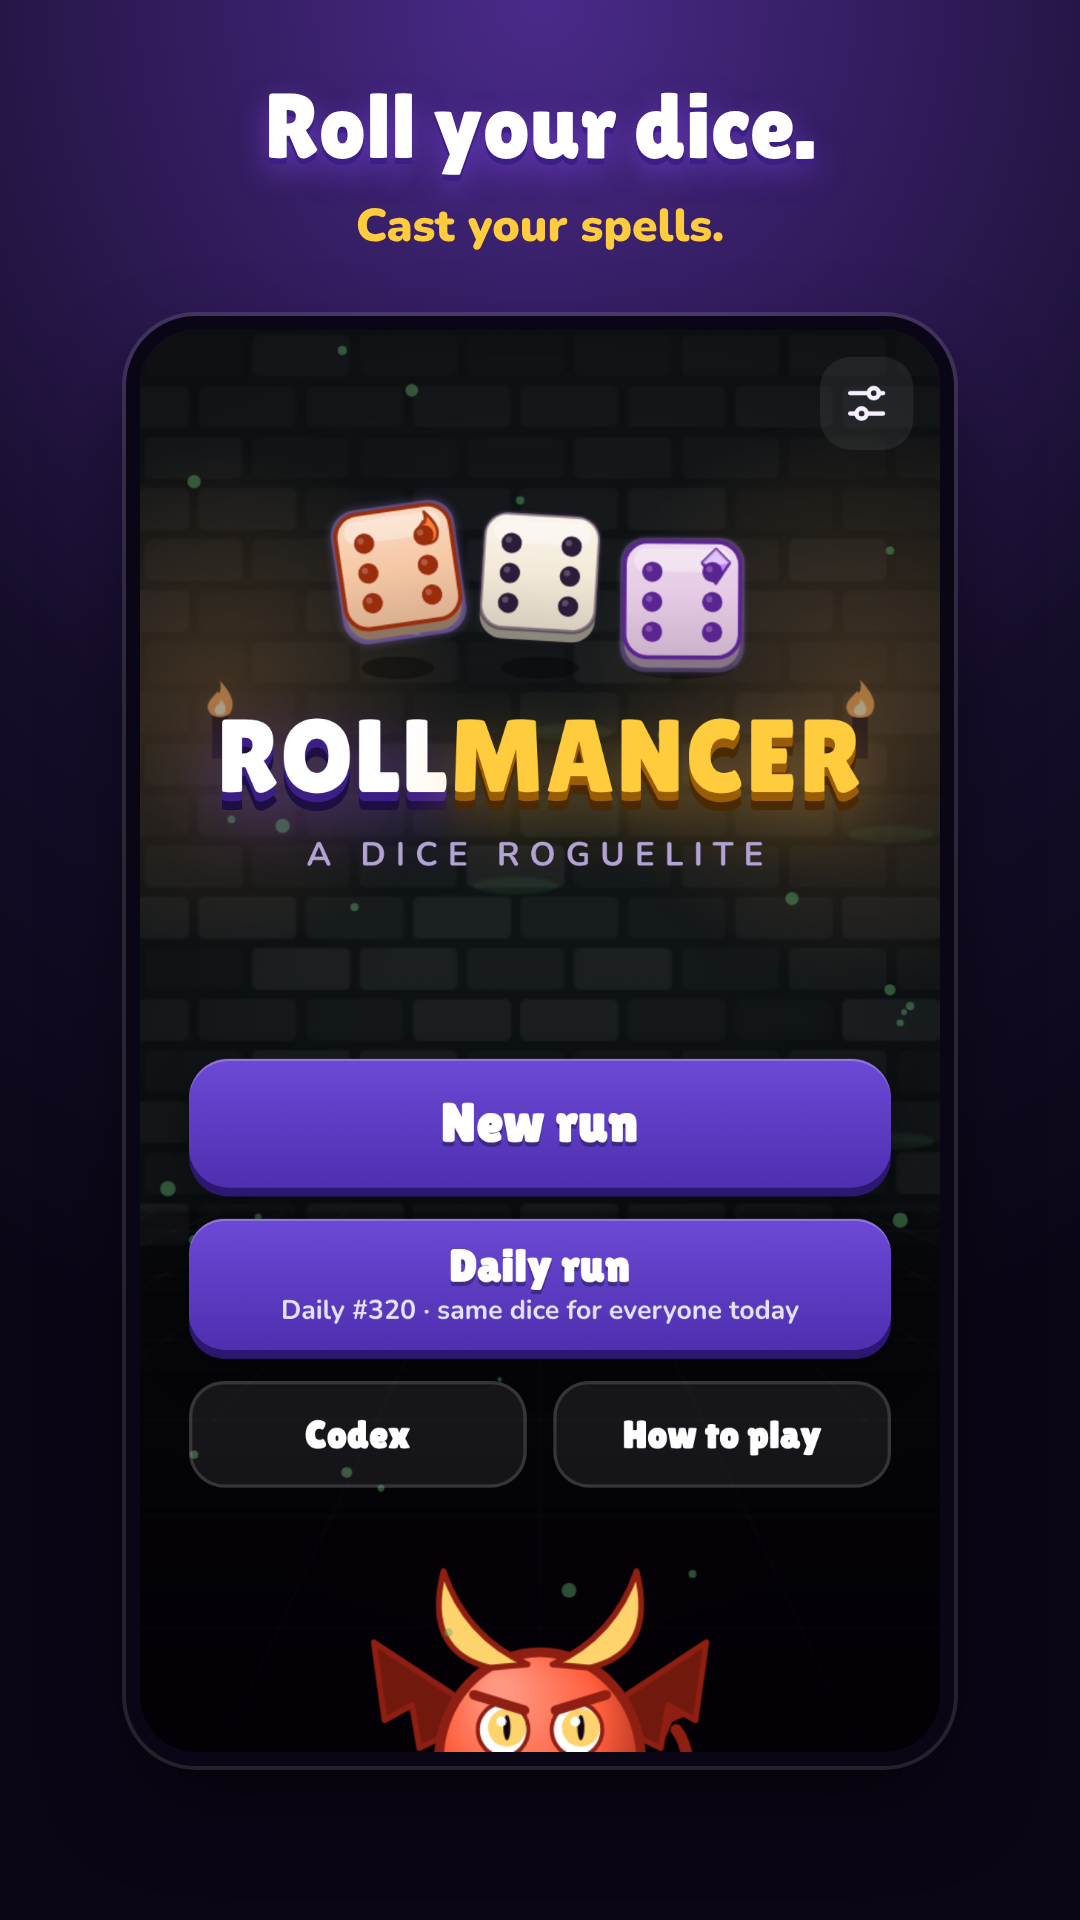 Roll your dice.
Cast your spells.
ROLLMANCER
A DICE ROGUELITE
New run
Daily run
Daily #320 · same dice for everyone today
Codex
How to play